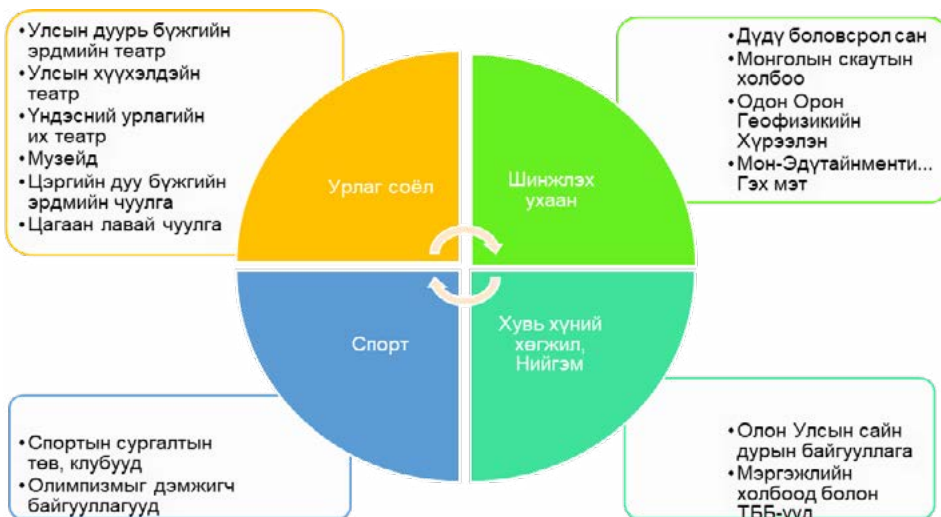 •Улсын дуурь бүжгийн
эрдмийн театр
•Улсын хүүхэлдэйн
театр
•Үндэсний урлагийн
их театр
•Музейд
•Цэргийн дуу бүжгийн
эрдмийн чуулга
•Цагаан лавай чуулга
•Дүдү боловсрол сан
•Монголын скаутын
холбоо
•Одон Орон
Геофизикийн
Хүрээлэн
•Мон-Эдүтайнменти...
Гэх мэт
Урлаг соёл
Шинжлэх
ухаан
Спорт
Хувь хүний
хөгжил,
Нийгэм
•Спортын сургалтын
төв, клубууд
•Олимпизмыг дэмжигч
байгууллагууд
•Олон Улсын сайн
дурын байгууллага
•Мэргэжлийн
холбоод болон
ТББ-ууд